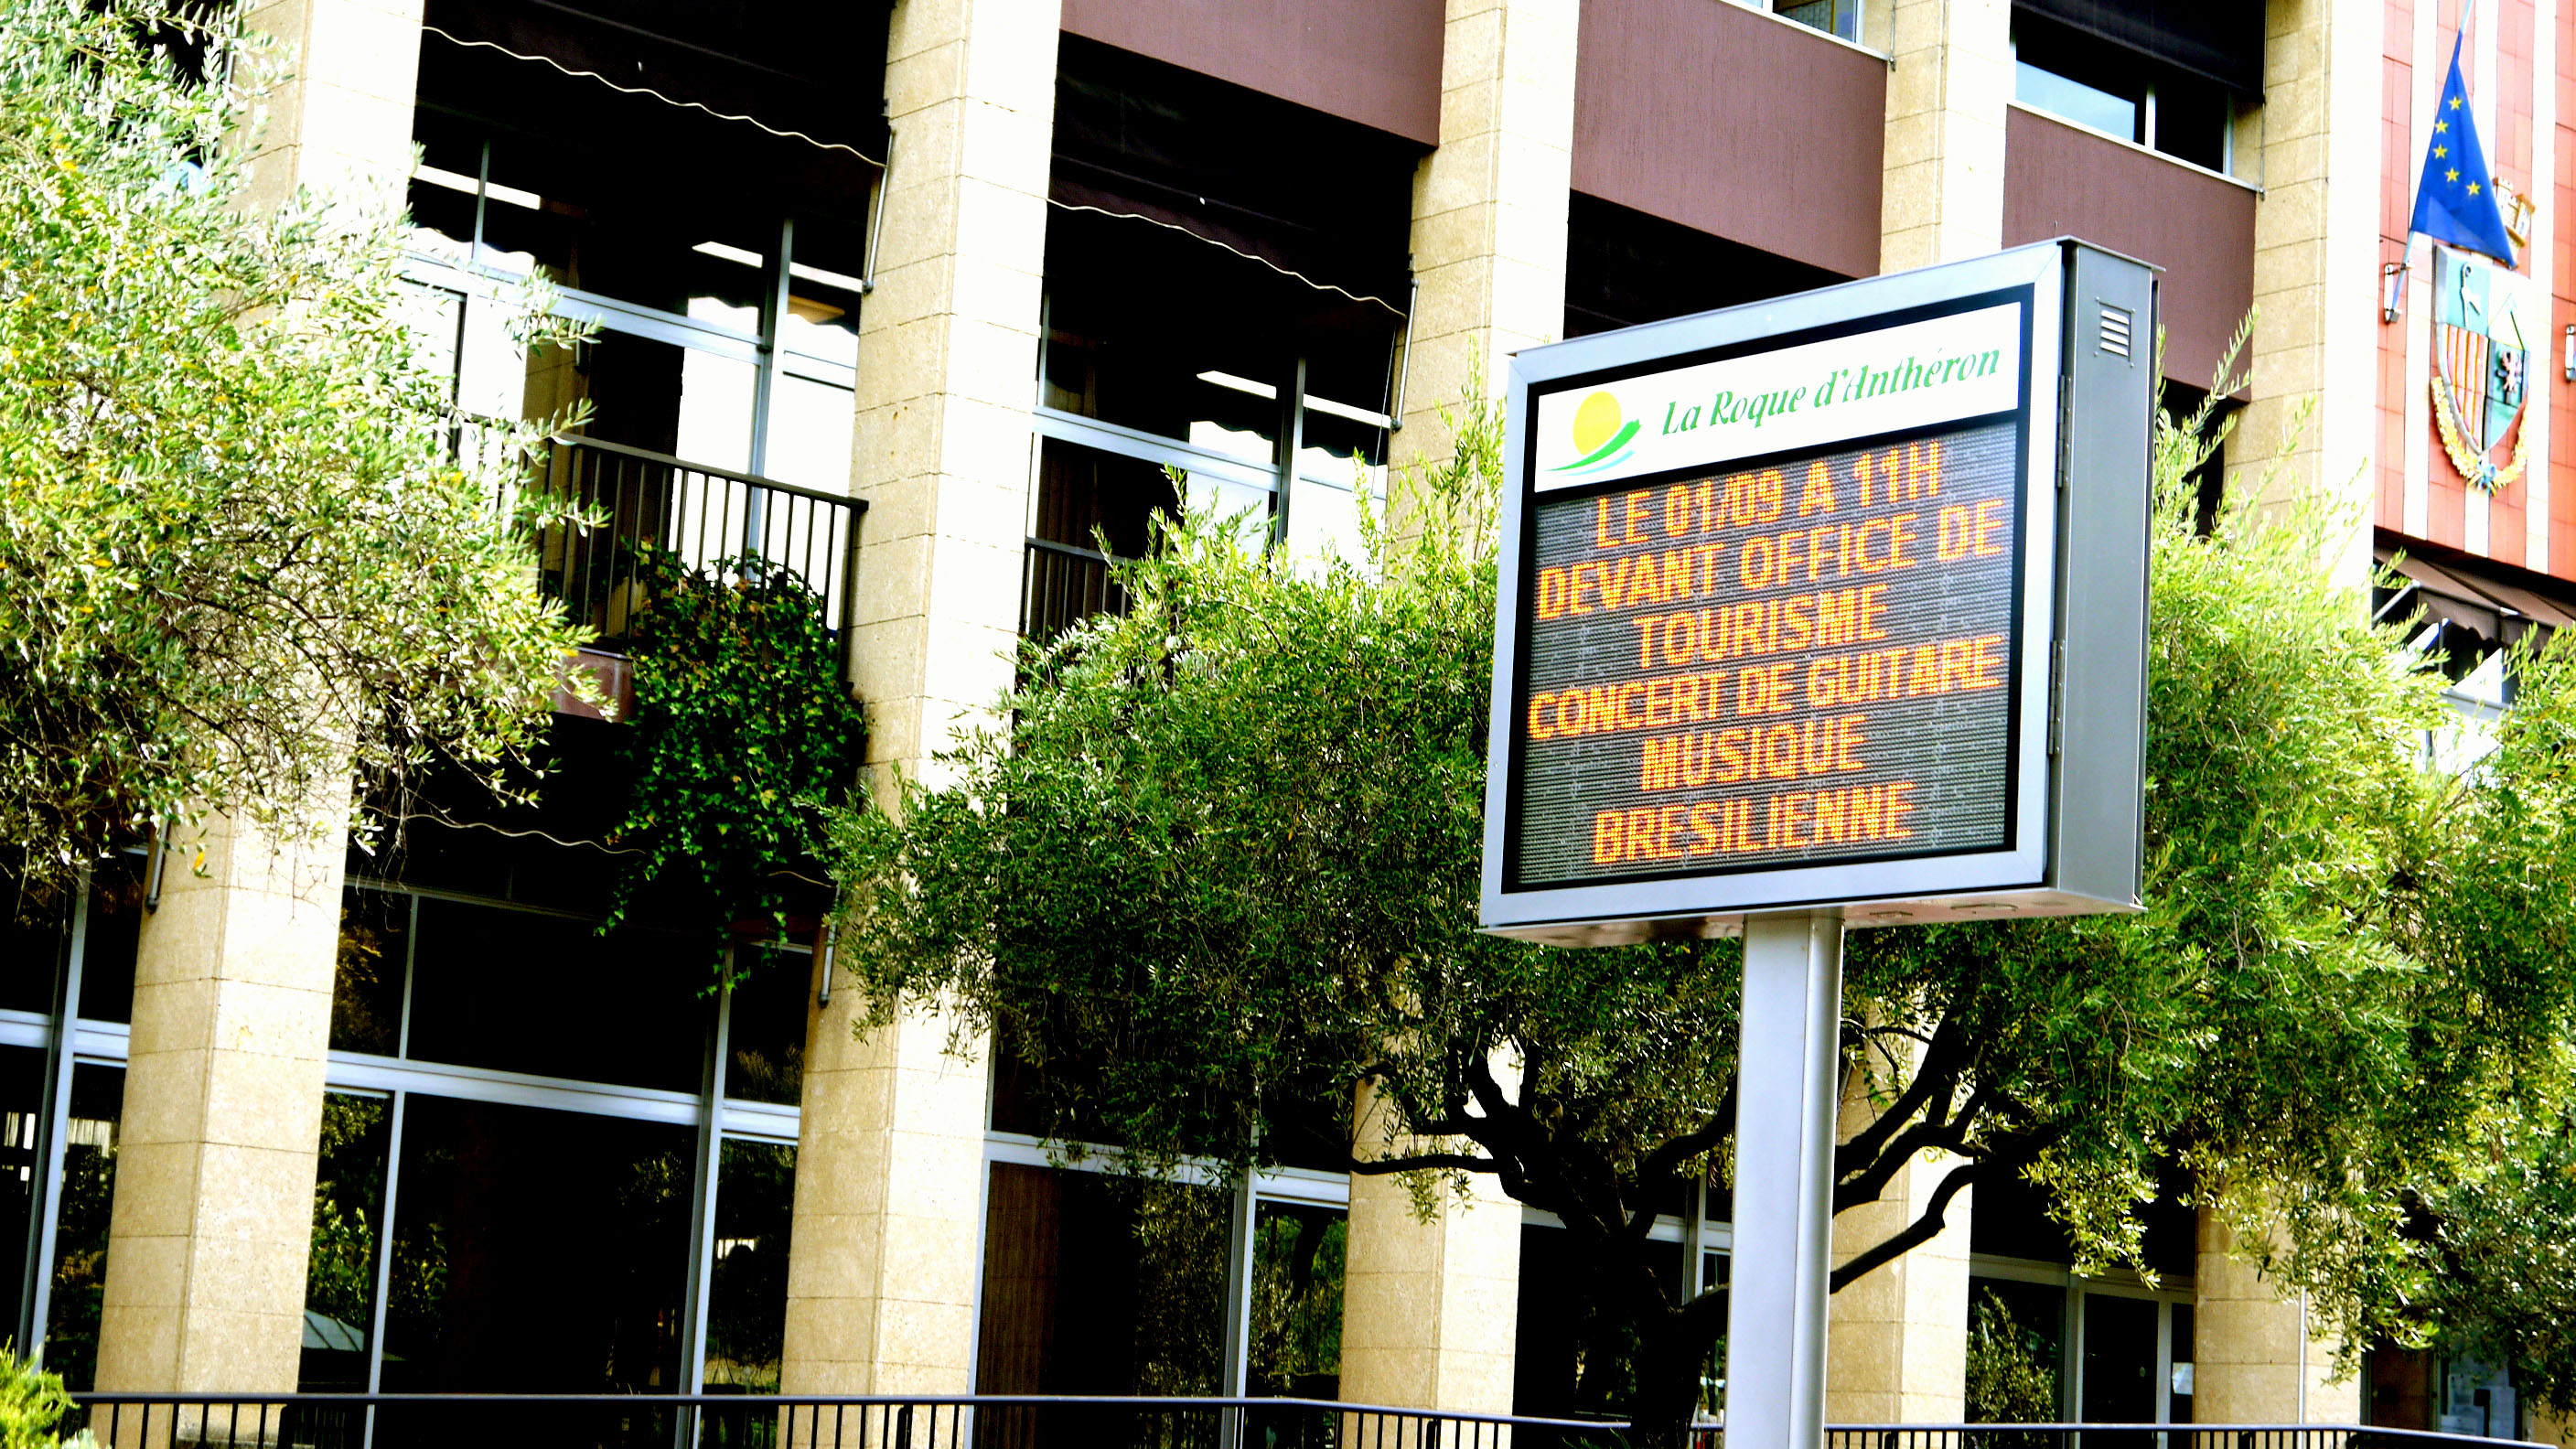 La Roque d'Anthéron
LE 01/09 A 11H
DEVANT OFFICE DE
TOURISME
CONCERT DE GUITARE
MUSIQUE
BRESILIENNE